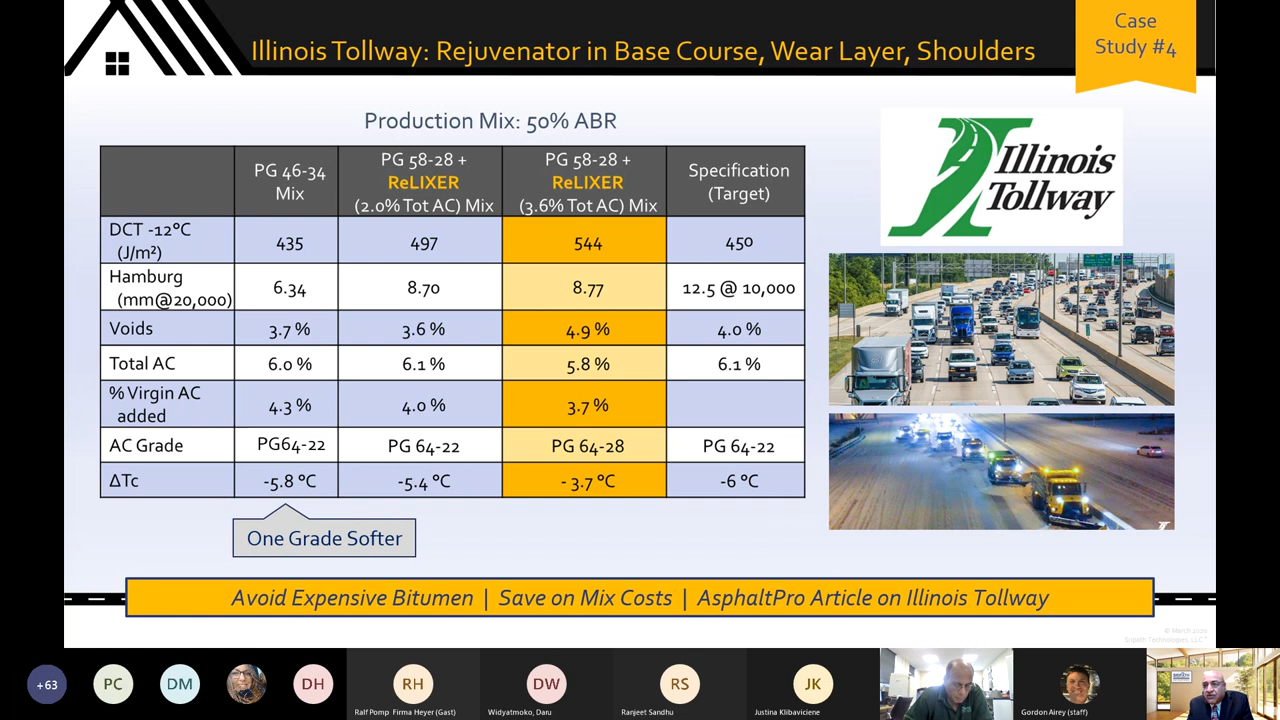 Illinois Tollway: Rejuvenator in Base Course, Wear Layer, Shoulders
Case
Study #4
Production Mix: 50% ABR
PG 46-34
Mix
PG 58-28 +
ReLIXER
(2.0% Tot AC) Mix
PG 58-28 +
ReLIXER
(3.6% Tot AC) Mix
Specification
(Target)
DCT -12°C
(J/m²)
435
497
544
450
Hamburg
(mm@20,000)
6.34
8.70
8.77
12.5 @ 10,000
Voids
3.7 %
3.6 %
4.9 %
4.0 %
Total AC
6.0 %
6.1 %
5.8 %
6.1 %
% Virgin AC
added
4.3 %
4.0 %
3.7 %
AC Grade
PG64-22
PG 64-22
PG 64-28
PG 64-22
ΔTc
-5.8 °C
-5.4 °C
- 3.7 °C
-6 °C
One Grade Softer
Illinois
Tollway
Avoid Expensive Bitumen | Save on Mix Costs | AsphaltPro Article on Illinois Tollway
© March 2020
Sripath Technologies, LLC
+63
PC
DM
DH
RH
DW
RS
JK
Ralf Pomp Firma Heyer (Gast)
Widyatmoko, Daru
Ranjeet Sandhu
Justina Klibaviciene
Gordon Airey (staff)